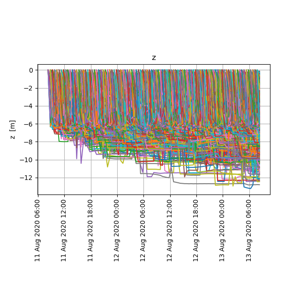 z
0
−2
−4
−6
−8
−10
−12
z [m]
11 Aug 2020 06:00
11 Aug 2020 12:00
11 Aug 2020 18:00
12 Aug 2020 00:00
12 Aug 2020 06:00
12 Aug 2020 12:00
12 Aug 2020 18:00
13 Aug 2020 00:00
13 Aug 2020 06:00